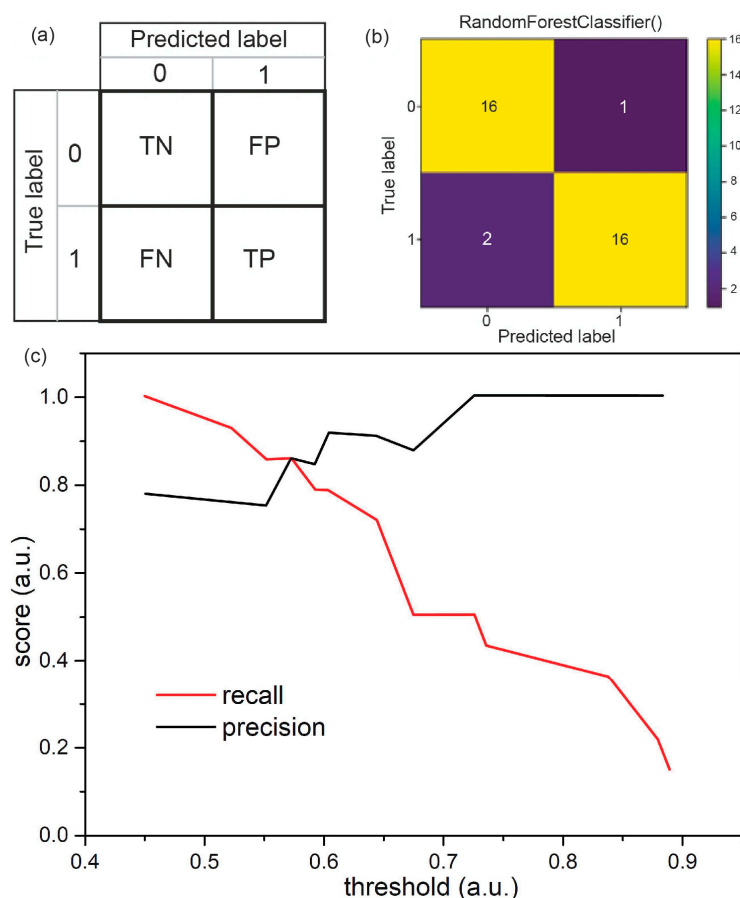 (a)
Predicted label
0 1
True label
0 TN FP
1 FN TP
(b)
RandomForestClassifier()
True label
0 16 1
1 2 16
0 1
Predicted label
16
14
12
10
8
6
4
2
(c)
score (a.u.)
1.0
0.8
0.6
0.4
0.2
0.0
recall
precision
0.4 0.5 0.6 0.7 0.8 0.9
threshold (a.u.)